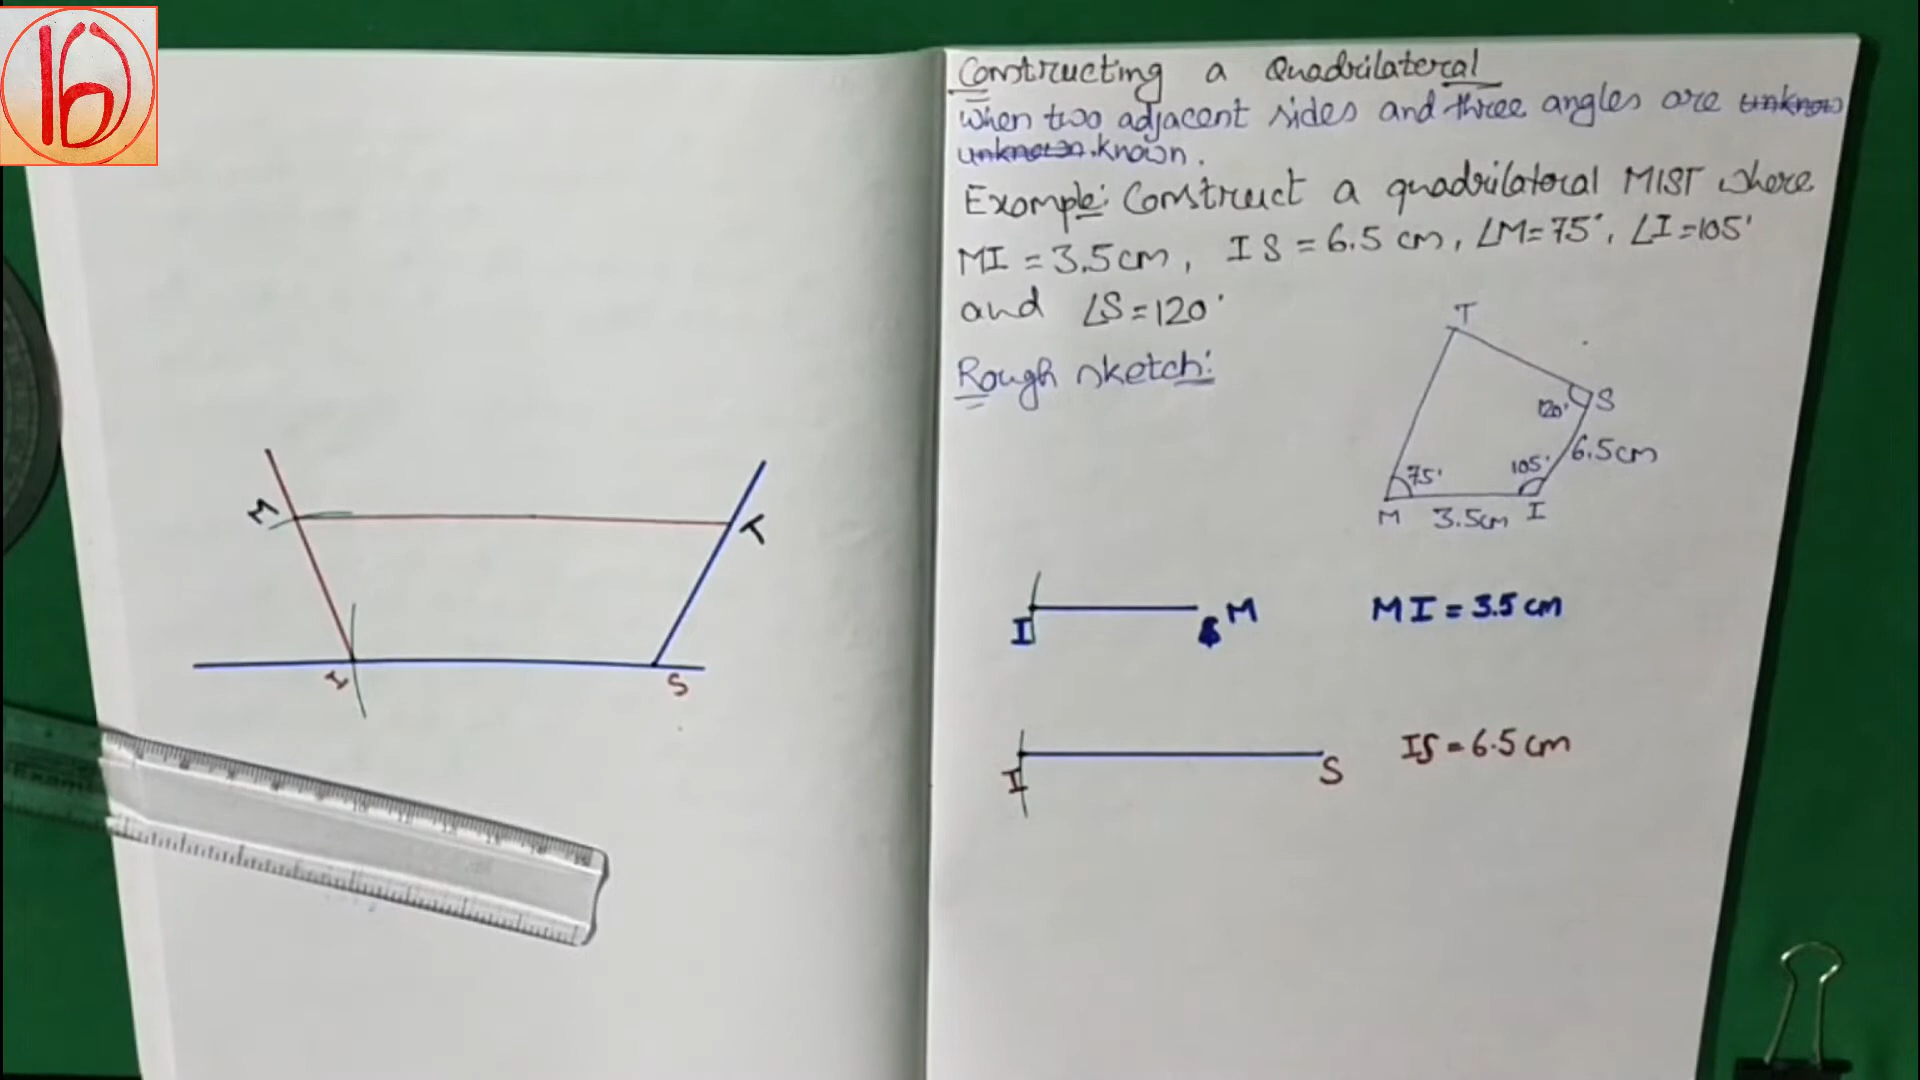 Constructing a Quadrilateral
when two adjacent sides and three angles are unknow
unknown.known.
Example: Construct a quadrilateral MIST where
MI = 3.5cm, IS = 6.5 cm, ∠M=75°, ∠I=105°
and ∠S=120°
Rough sketch:
T
120° S
6.5cm
75° 105°
M 3.5cm I
I M MI = 3.5 cm
I S IS = 6.5 cm
M T
I S